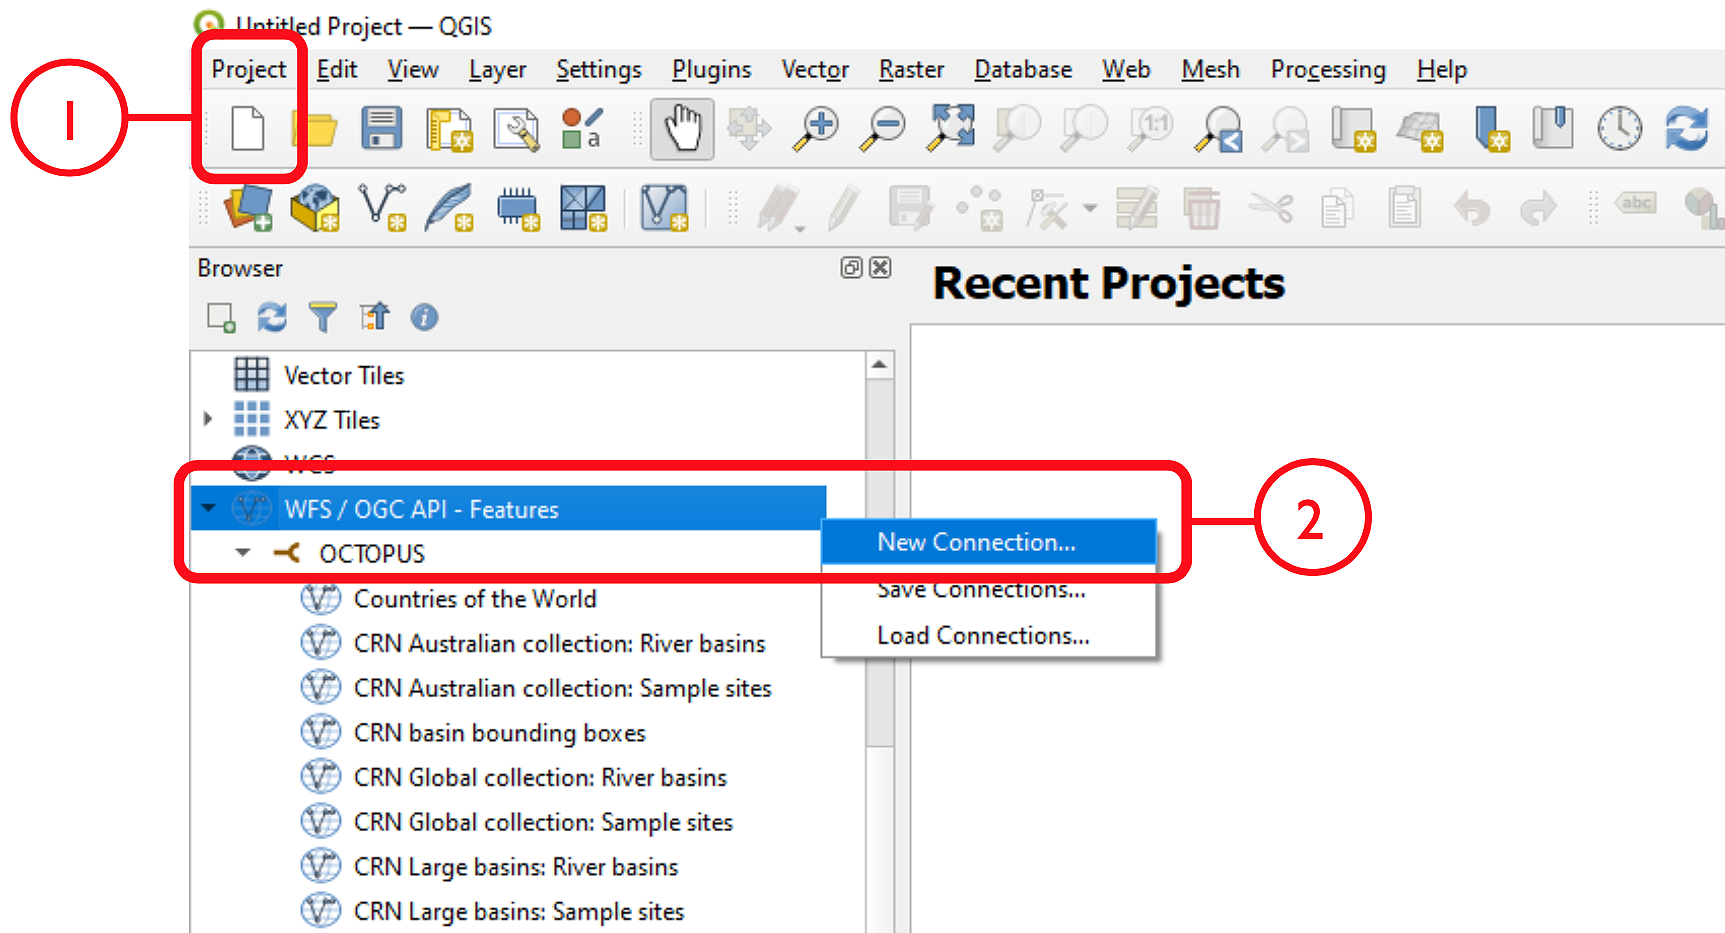 Untitled Project — QGIS
Project Edit View Layer Settings Plugins Vector Raster Database Web Mesh Processing Help
1
a
1:1
abc
Browser
Recent Projects
Vector Tiles
XYZ Tiles
WCS
WFS / OGC API - Features
2
New Connection...
OCTOPUS
Save Connections...
Countries of the World
Load Connections...
CRN Australian collection: River basins
CRN Australian collection: Sample sites
CRN basin bounding boxes
CRN Global collection: River basins
CRN Global collection: Sample sites
CRN Large basins: River basins
CRN Large basins: Sample sites